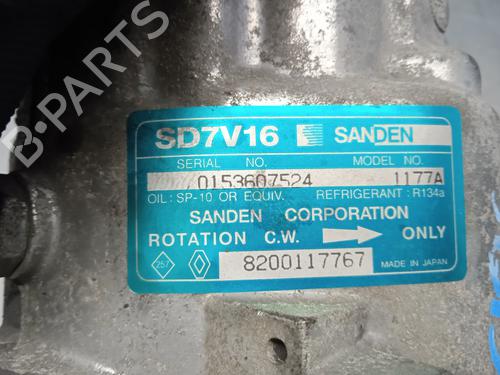 SD7V16 SANDEN
SERIAL NO. MODEL NO.
0153607524 1177A
OIL: SP-10 OR EQUIV. REFRIGERANT: R134a
SANDEN CORPORATION
ROTATION C.W. ONLY
257 8200117767 MADE IN JAPAN
B-PARTS